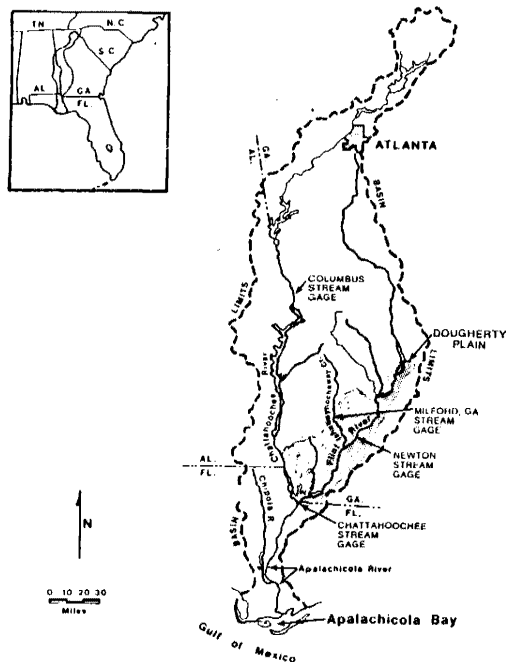 TN
N.C
S.C
AL
GA
FL.
ATLANTA
GA
AL.
BASIN
COLUMBUS
STREAM
GAGE
LIMITS
DOUGHERTY
PLAIN
LIMITS
River
Chattahoochee
MILFORD, GA
STREAM
GAGE
Flint River
NEWTON
STREAM
GAGE
AL.
FL.
Chipola R
GA.
FL.
CHATTAHOOCHEE
STREAM
GAGE
N
BASIN
Apalachicola River
0 10 20 30
Miles
Apalachicola Bay
Gulf of Mexico